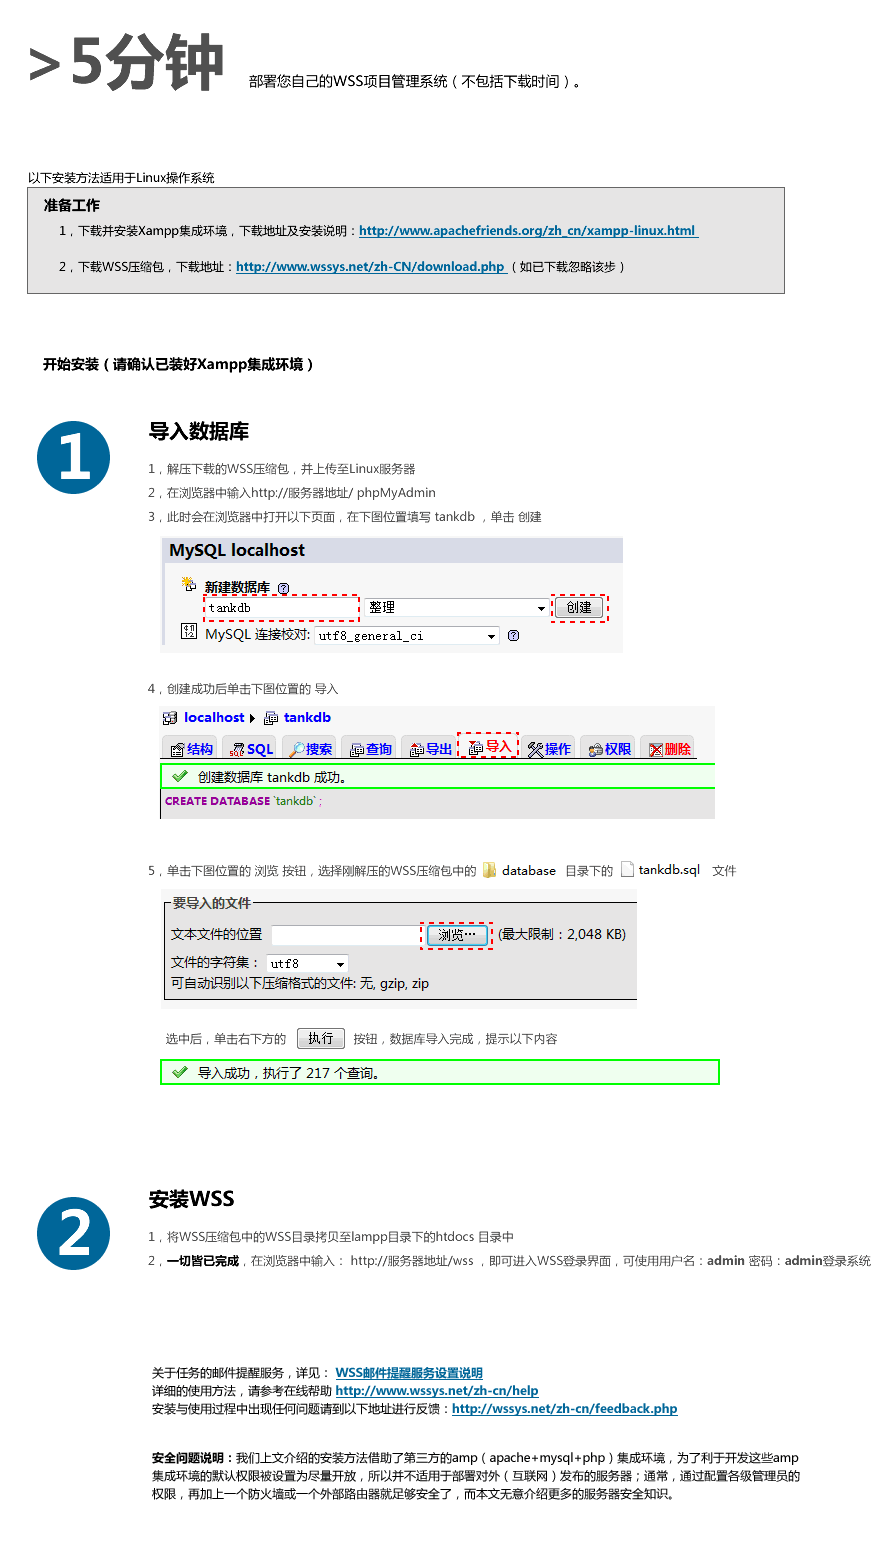 >5分钟 部署您自己的WSS项目管理系统（不包括下载时间）。
以下安装方法适用于Linux操作系统
准备工作
1，下载并安装Xampp集成环境，下载地址及安装说明：http://www.apachefriends.org/zh_cn/xampp-linux.html
2，下载WSS压缩包，下载地址：http://www.wssys.net/zh-CN/download.php（如已下载忽略该步）
开始安装（请确认已装好Xampp集成环境）
1 导入数据库
1，解压下载的WSS压缩包，并上传至Linux服务器
2，在浏览器中输入http://服务器地址/ phpMyAdmin
3，此时会在浏览器中打开以下页面，在下图位置填写 tankdb ，单击 创建
MySQL localhost
新建数据库
tankdb 整理 创建
MySQL 连接校对: utf8_general_ci
4，创建成功后单击下图位置的 导入
localhost tankdb
结构 SQL 搜索 查询 导出 导入 操作 权限 删除
创建数据库 tankdb 成功。
CREATE DATABASE `tankdb` ;
5，单击下图位置的 浏览 按钮，选择刚解压的WSS压缩包中的 database 目录下的 tankdb.sql 文件
要导入的文件
文本文件的位置 浏览… (最大限制：2,048 KB)
文件的字符集： utf8
可自动识别以下压缩格式的文件: 无, gzip, zip
选中后，单击右下方的 执行 按钮，数据库导入完成，提示以下内容
导入成功，执行了 217 个查询。
2 安装WSS
1，将WSS压缩包中的WSS目录拷贝至lampp目录下的htdocs 目录中
2，一切皆已完成，在浏览器中输入： http://服务器地址/wss ，即可进入WSS登录界面，可使用用户名：admin 密码：admin登录系统
关于任务的邮件提醒服务，详见： WSS邮件提醒服务设置说明
详细的使用方法，请参考在线帮助 http://www.wssys.net/zh-cn/help
安装与使用过程中出现任何问题请到以下地址进行反馈：http://wssys.net/zh-cn/feedback.php
安全问题说明：我们上文介绍的安装方法借助了第三方的amp（apache+mysql+php）集成环境，为了利于开发这些amp
集成环境的默认权限被设置为尽量开放，所以并不适用于部署对外（互联网）发布的服务器；通常，通过配置各级管理员的
权限，再加上一个防火墙或一个外部路由器就足够安全了，而本文无意介绍更多的服务器安全知识。